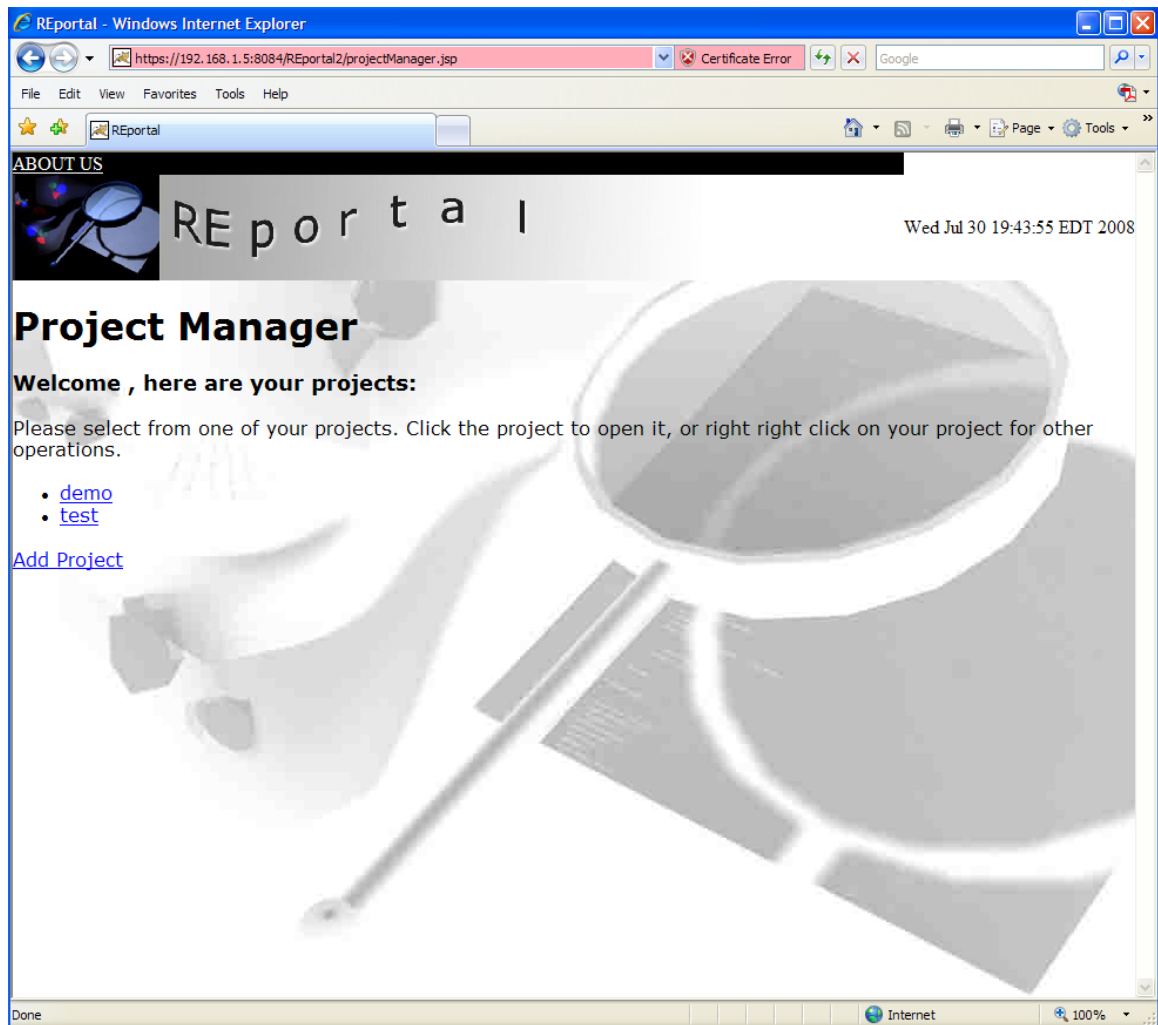 REportal - Windows Internet Explorer
https://192.168.1.5:8084/REportal2/projectManager.jsp
Certificate Error
Google
File Edit View Favorites Tools Help
REportal
Page Tools
ABOUT US
REportal
Wed Jul 30 19:43:55 EDT 2008
Project Manager
Welcome , here are your projects:
Please select from one of your projects. Click the project to open it, or right right click on your project for other
operations.
demo
test
Add Project
Done
Internet
100%